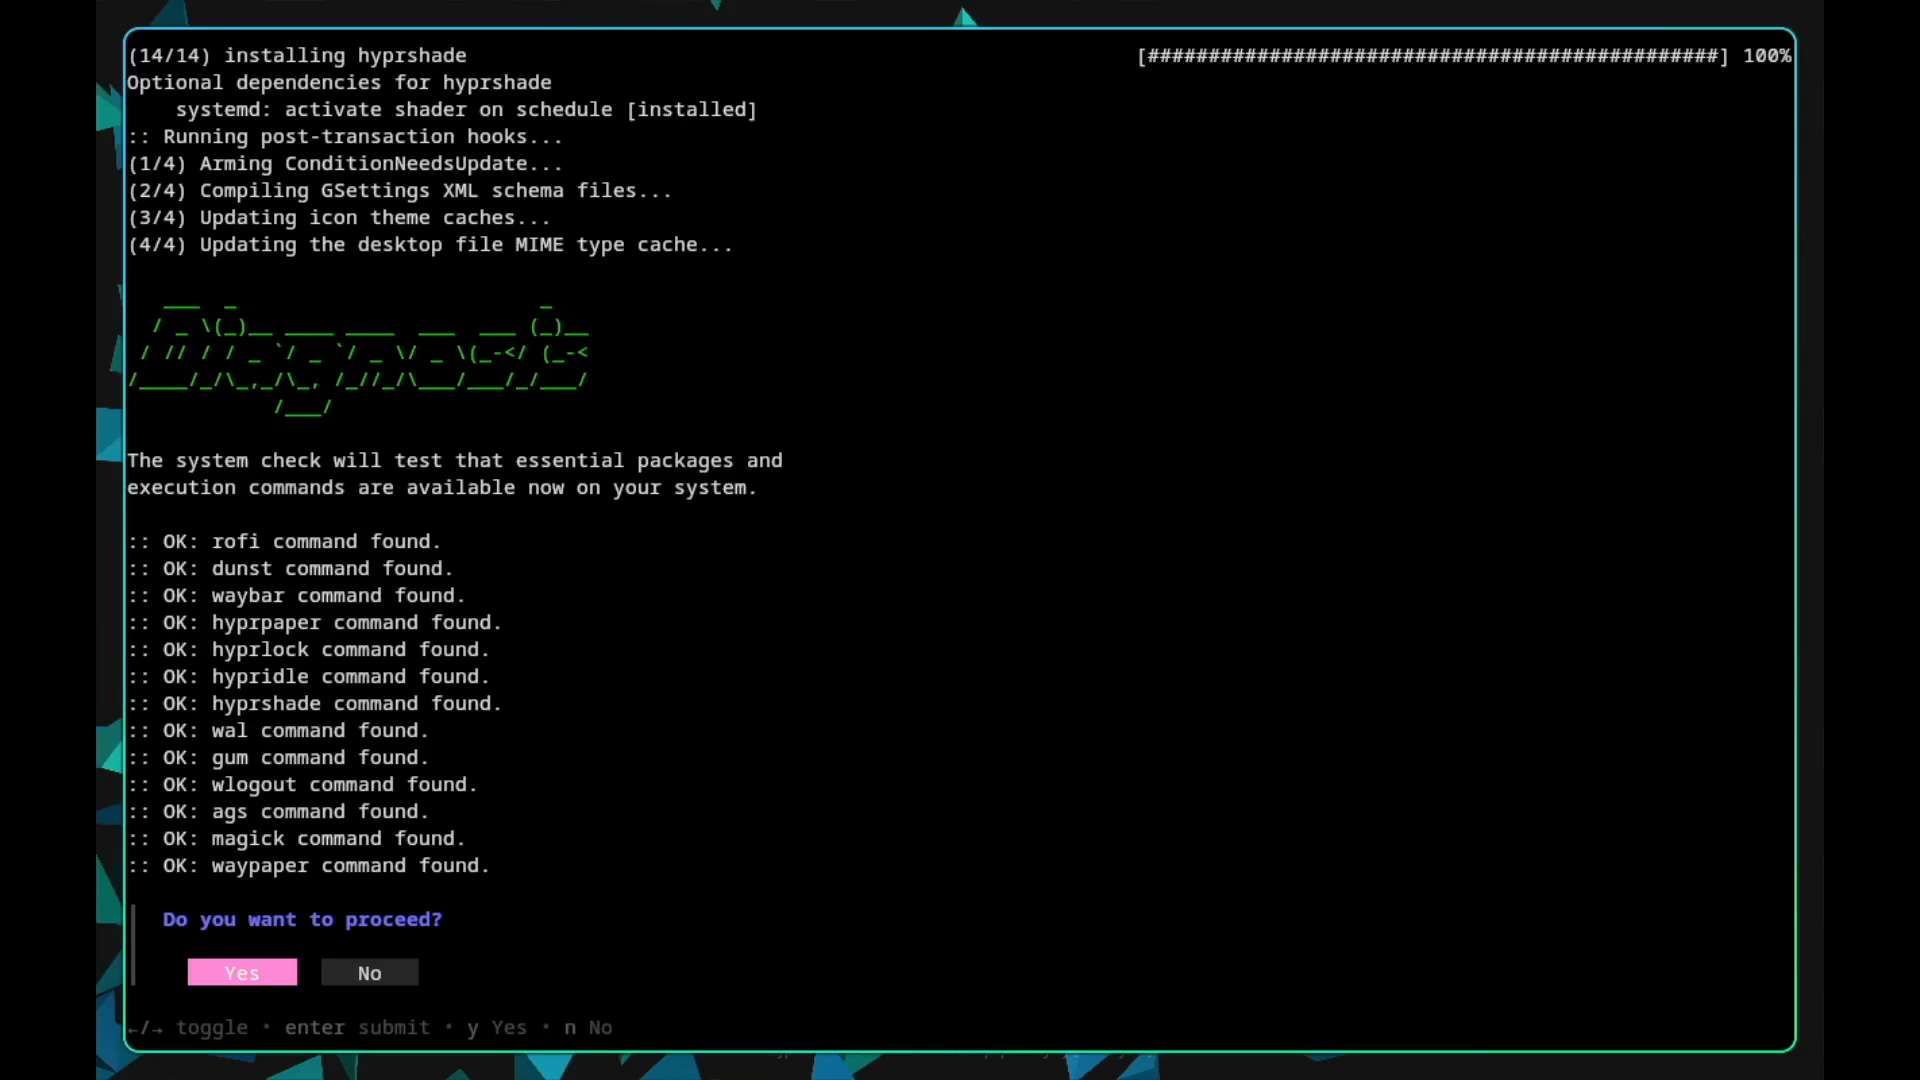 (14/14) installing hyprshade [###############################################] 100%
Optional dependencies for hyprshade
systemd: activate shader on schedule [installed]
:: Running post-transaction hooks...
(1/4) Arming ConditionNeedsUpdate...
(2/4) Compiling GSettings XML schema files...
(3/4) Updating icon theme caches...
(4/4) Updating the desktop file MIME type cache...
Diagnosis
The system check will test that essential packages and
execution commands are available now on your system.
:: OK: rofi command found.
:: OK: dunst command found.
:: OK: waybar command found.
:: OK: hyprpaper command found.
:: OK: hyprlock command found.
:: OK: hypridle command found.
:: OK: hyprshade command found.
:: OK: wal command found.
:: OK: gum command found.
:: OK: wlogout command found.
:: OK: ags command found.
:: OK: magick command found.
:: OK: waypaper command found.
Do you want to proceed?
Yes No
←/→ toggle • enter submit • y Yes • n No